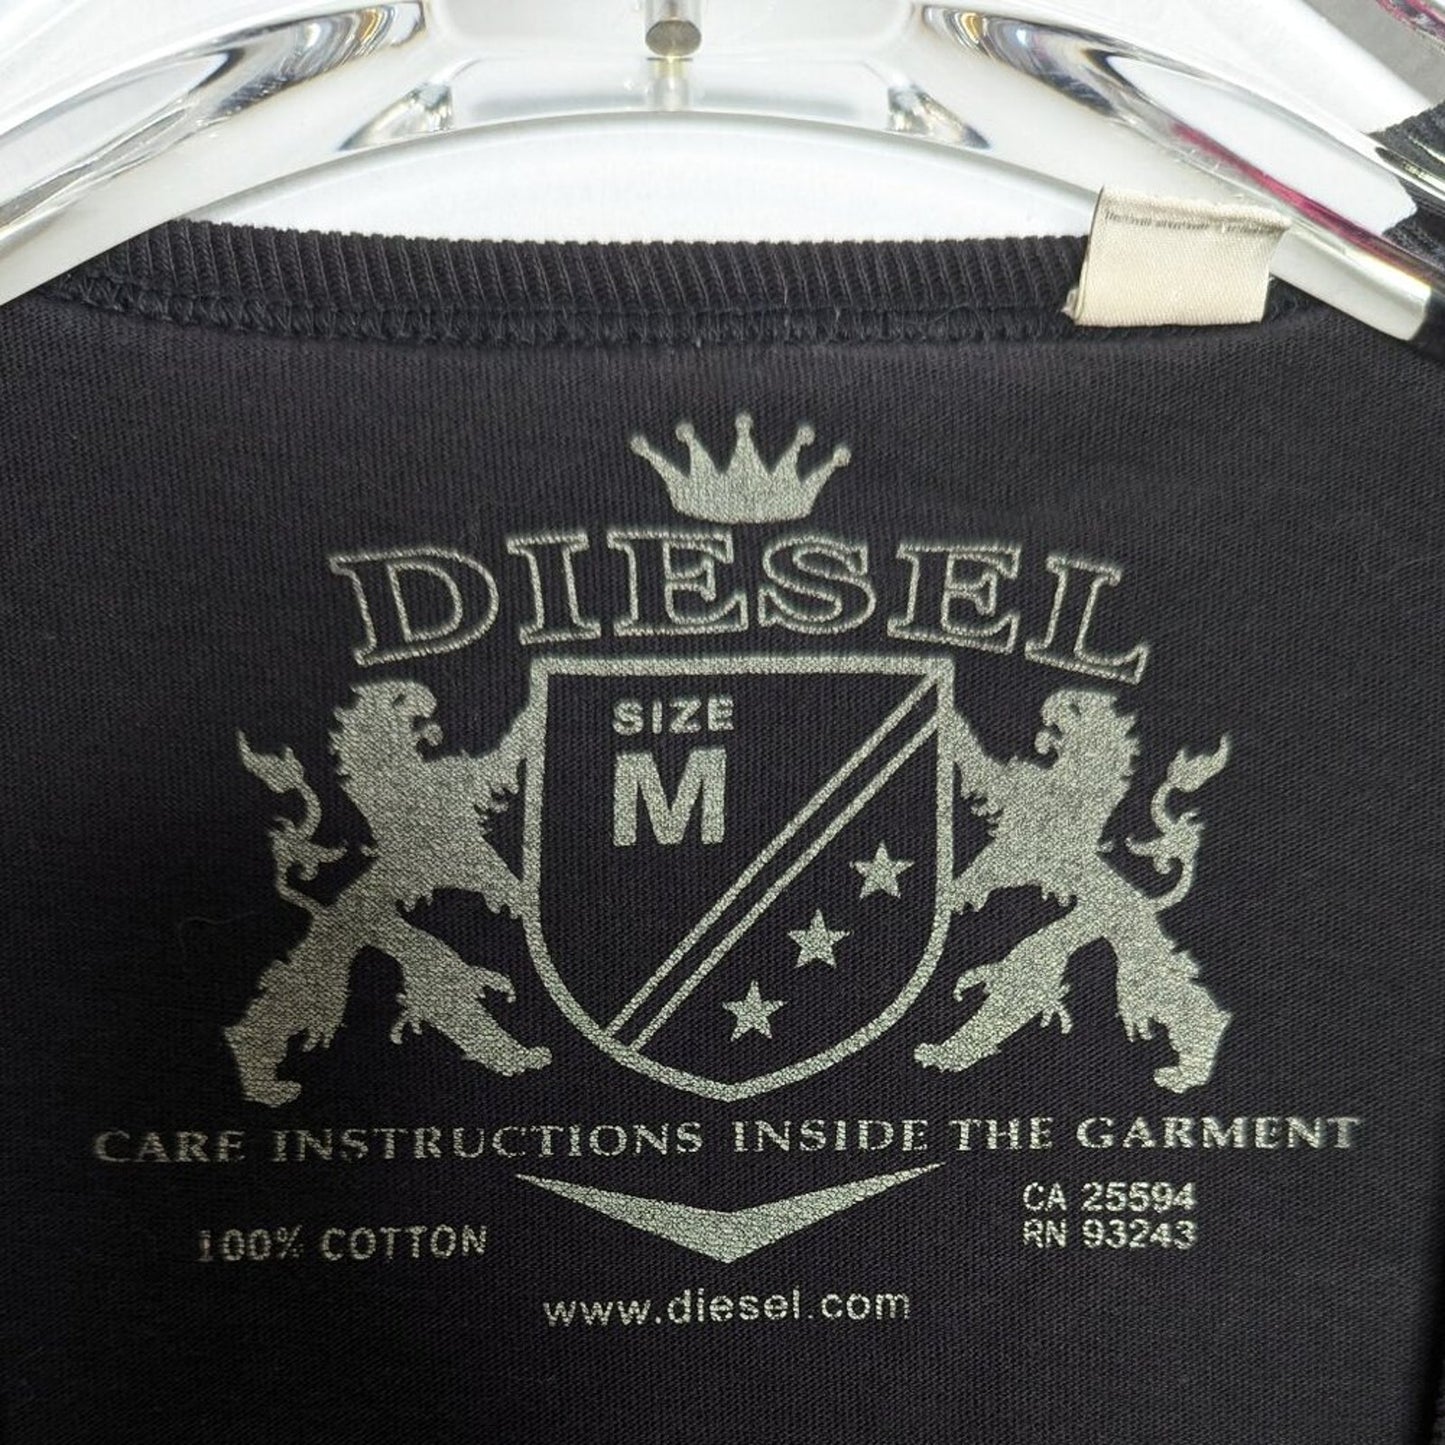 DIESEL
SIZE
M
CARE INSTRUCTIONS INSIDE THE GARMENT
100% COTTON
CA 25594
RN 93243
www.diesel.com